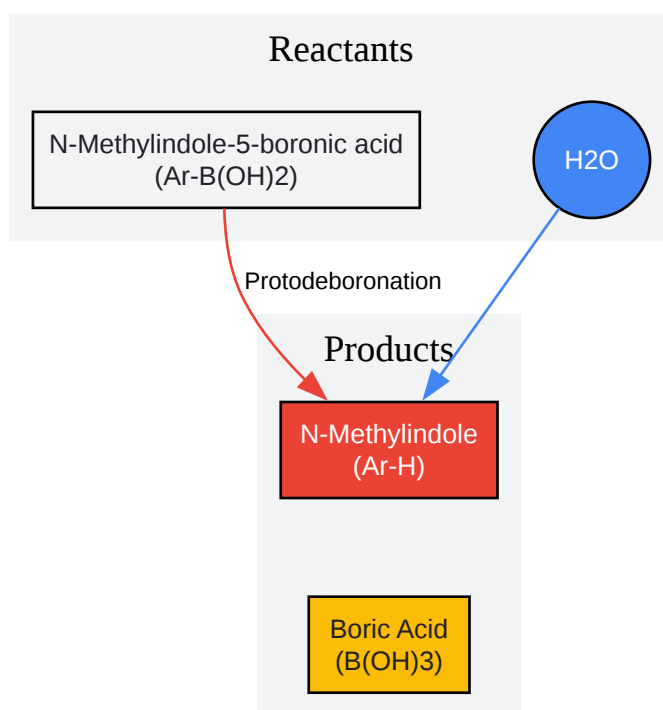 Reactants
N-Methylindole-5-boronic acid
(Ar-B(OH)2)
H2O
Protodeboronation
Products
N-Methylindole
(Ar-H)
Boric Acid
(B(OH)3)